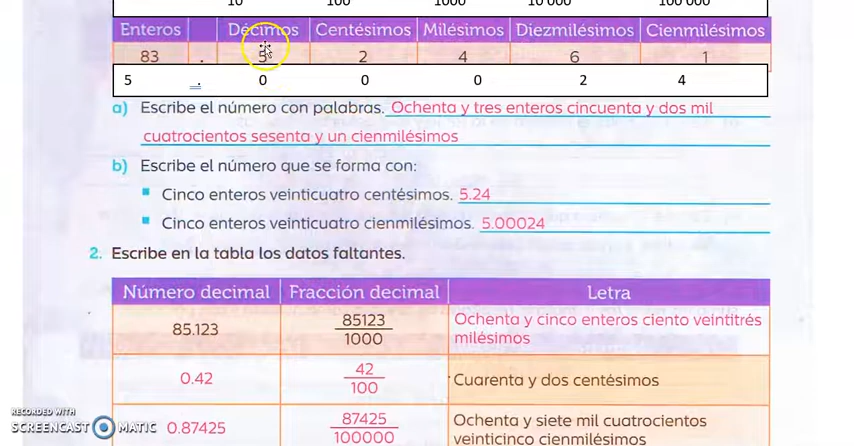 10 100 1000 10 000 100 000
Enteros Décimos Centésimos Milésimos Diezmilésimos Cienmilésimos
83 . 5 2 4 6 1
5 . 0 0 0 2 4
a) Escribe el número con palabras. Ochenta y tres enteros cincuenta y dos mil
cuatrocientos sesenta y un cienmilésimos
b) Escribe el número que se forma con:
Cinco enteros veinticuatro centésimos. 5.24
Cinco enteros veinticuatro cienmilésimos. 5.00024
2. Escribe en la tabla los datos faltantes.
Número decimal Fracción decimal Letra
85.123 85123/1000 Ochenta y cinco enteros ciento veintitrés
milésimos
0.42 42/100 Cuarenta y dos centésimos
0.87425 87425/100000 Ochenta y siete mil cuatrocientos
veinticinco cienmilésimos
RECORDED WITH
SCREENCAST MATIC